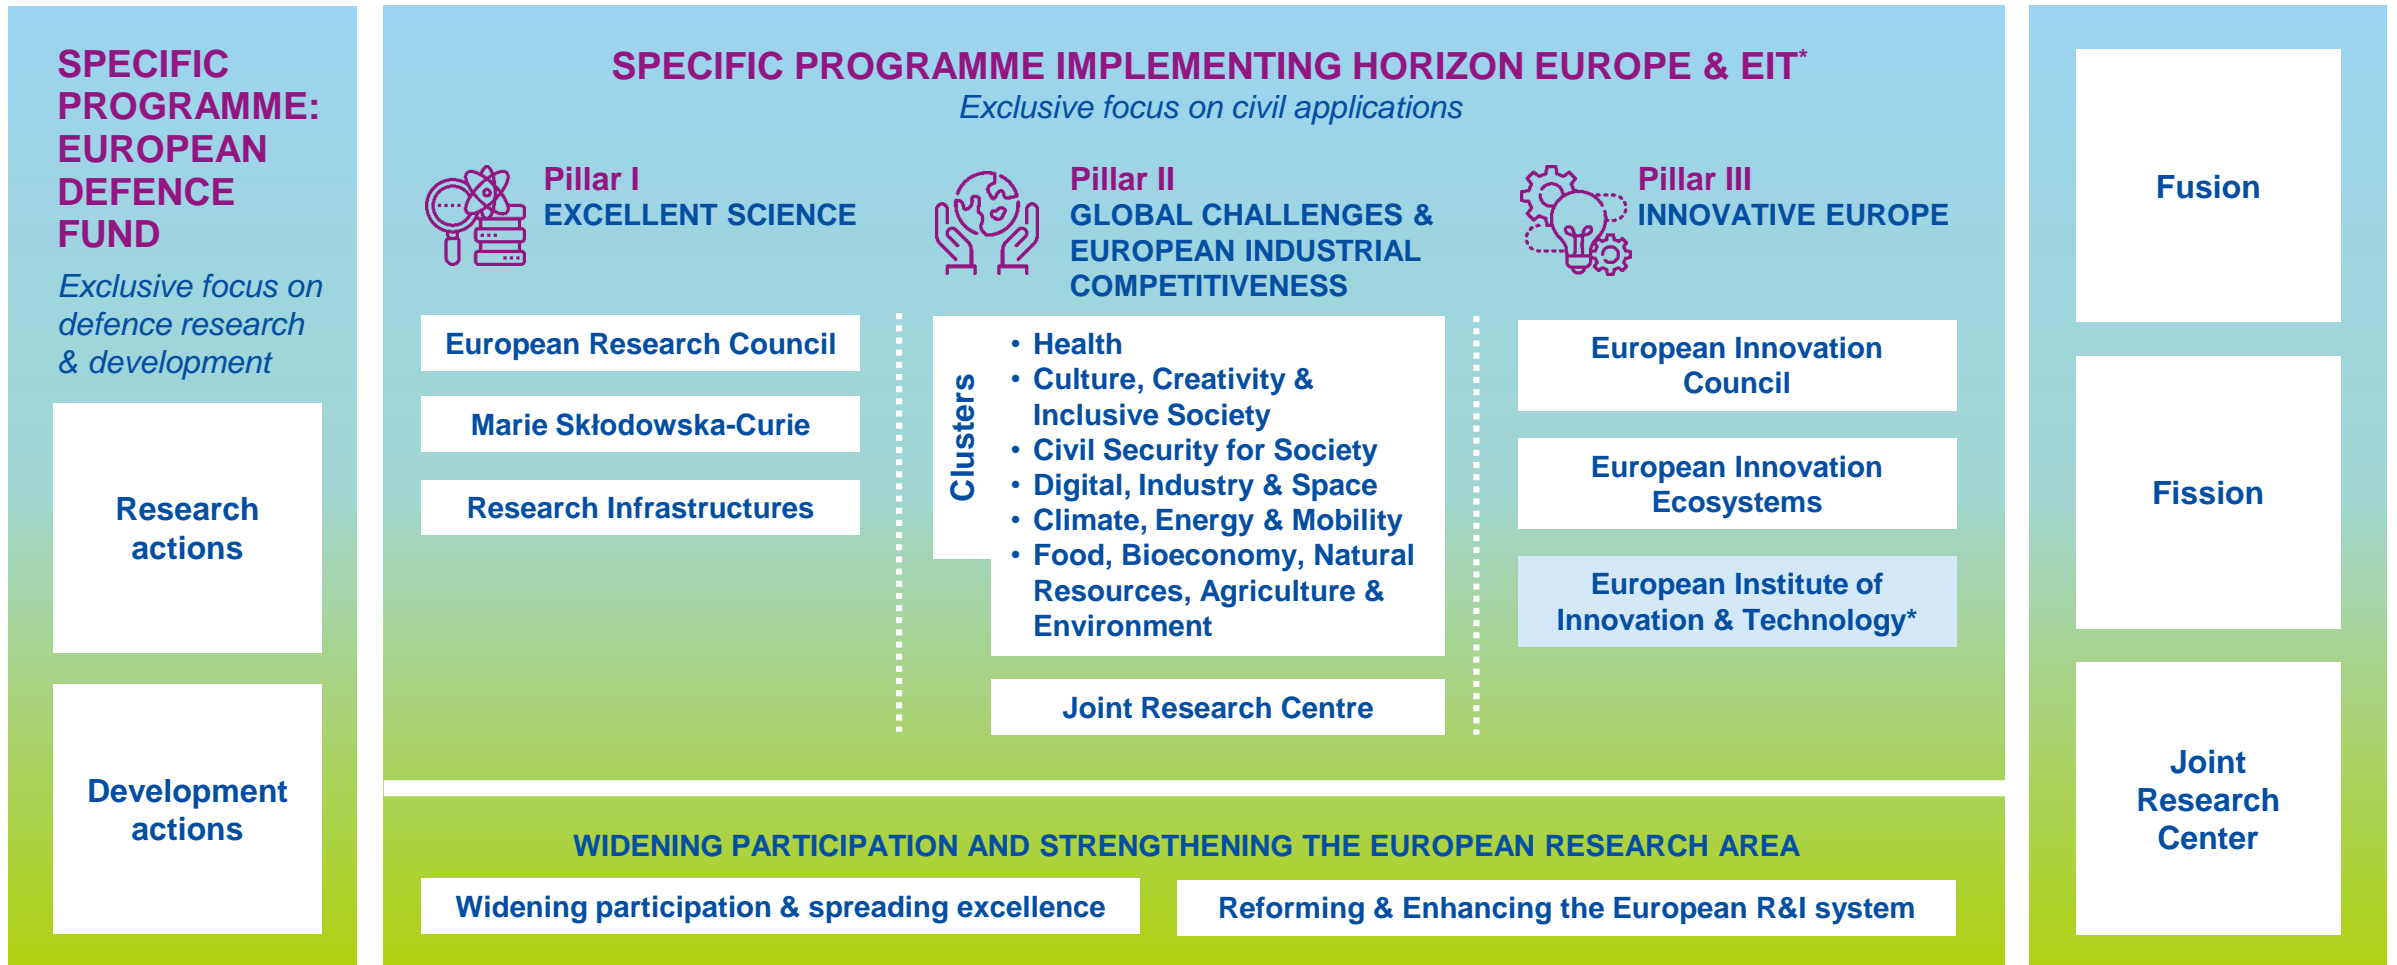 SPECIFIC
PROGRAMME:
EUROPEAN
DEFENCE
FUND
Exclusive focus on
defence research
& development
Research
actions
Development
actions
SPECIFIC PROGRAMME IMPLEMENTING HORIZON EUROPE & EIT*
Exclusive focus on civil applications
Pillar I
EXCELLENT SCIENCE
European Research Council
Marie Skłodowska-Curie
Research Infrastructures
Pillar II
GLOBAL CHALLENGES &
EUROPEAN INDUSTRIAL
COMPETITIVENESS
Clusters
• Health
• Culture, Creativity &
Inclusive Society
• Civil Security for Society
• Digital, Industry & Space
• Climate, Energy & Mobility
• Food, Bioeconomy, Natural
Resources, Agriculture &
Environment
Joint Research Centre
Pillar III
INNOVATIVE EUROPE
European Innovation
Council
European Innovation
Ecosystems
European Institute of
Innovation & Technology*
WIDENING PARTICIPATION AND STRENGTHENING THE EUROPEAN RESEARCH AREA
Widening participation & spreading excellence
Reforming & Enhancing the European R&I system
Fusion
Fission
Joint
Research
Center